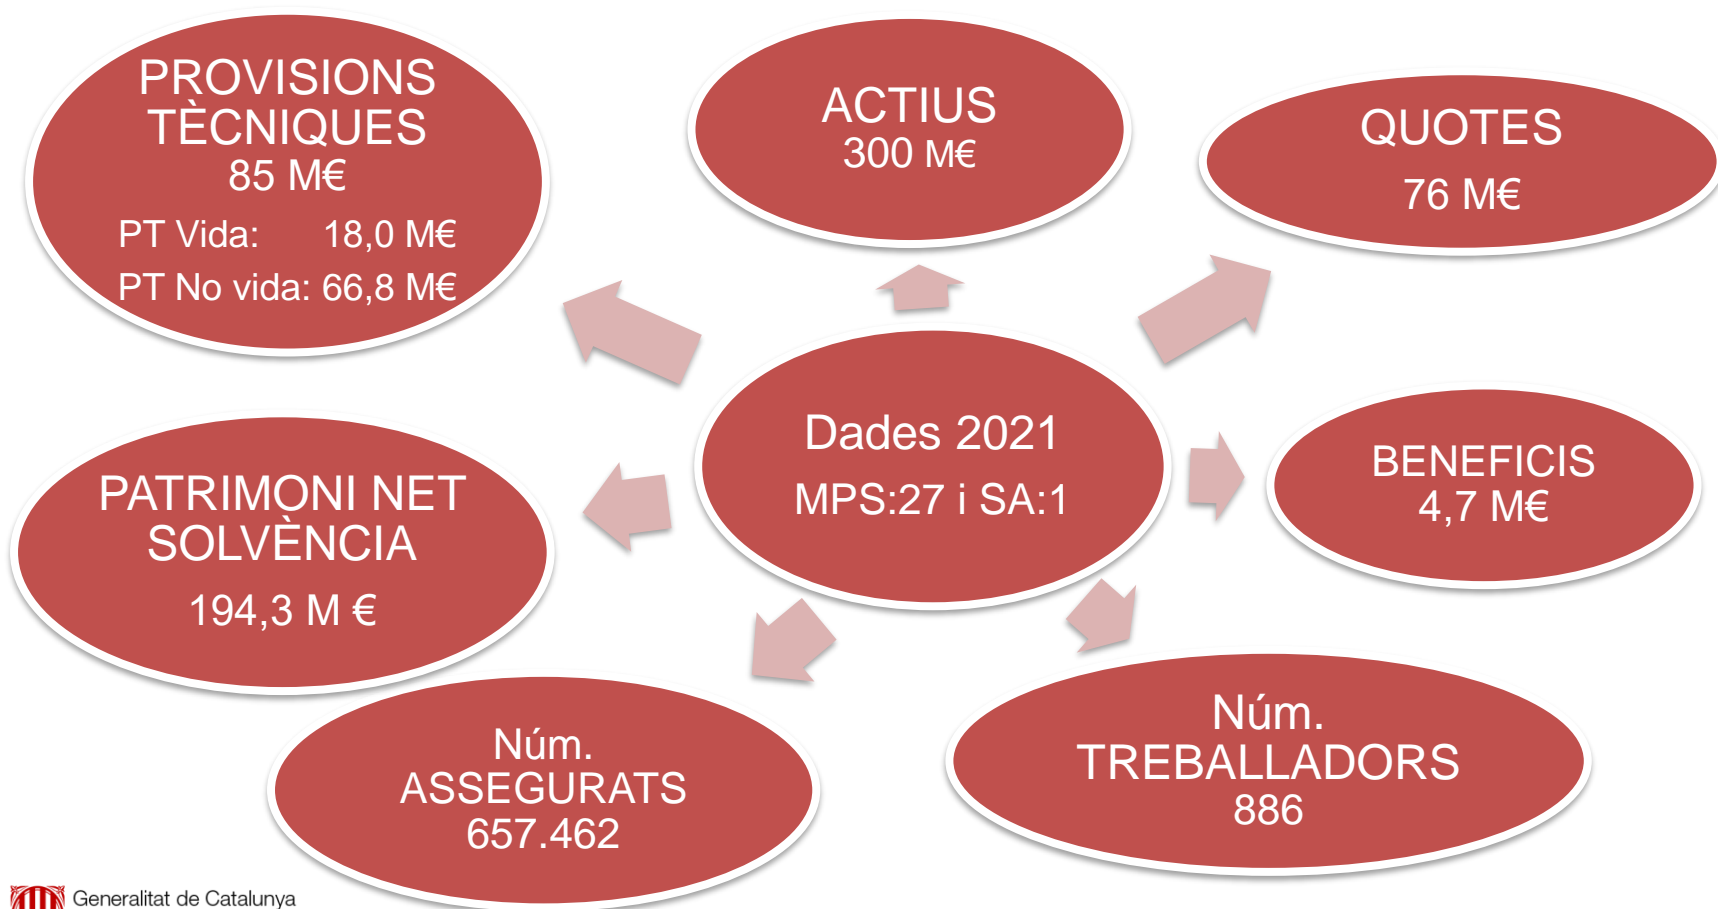 PROVISIONS
TÈCNIQUES
85 M€
PT Vida: 18,0 M€
PT No vida: 66,8 M€
ACTIUS
300 M€
QUOTES
76 M€
Dades 2021
MPS:27 i SA:1
BENEFICIS
4,7 M€
PATRIMONI NET
SOLVÈNCIA
194,3 M €
Núm.
ASSEGURATS
657.462
Núm.
TREBALLADORS
886
Generalitat de Catalunya